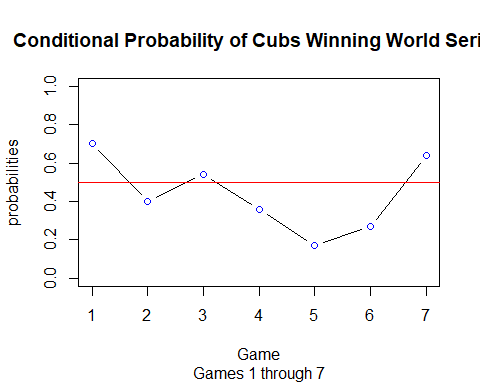 Conditional Probability of Cubs Winning World Seri
probabilities
1.0
0.8
0.6
0.4
0.2
0.0
1 2 3 4 5 6 7
Game
Games 1 through 7